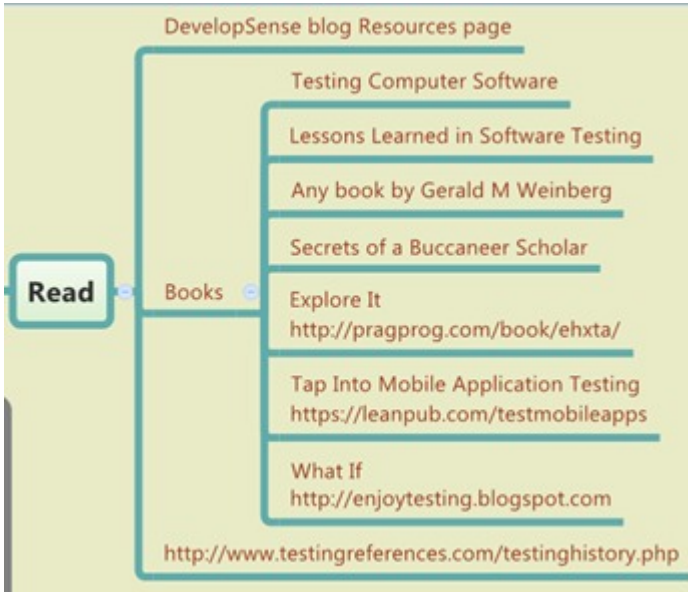 DevelopSense blog Resources page
Testing Computer Software
Lessons Learned in Software Testing
Any book by Gerald M Weinberg
Secrets of a Buccaneer Scholar
Read
Books
Explore It
http://pragprog.com/book/ehxta/
Tap Into Mobile Application Testing
https://leanpub.com/testmobileapps
What If
http://enjoytesting.blogspot.com
http://www.testingreferences.com/testinghistory.php